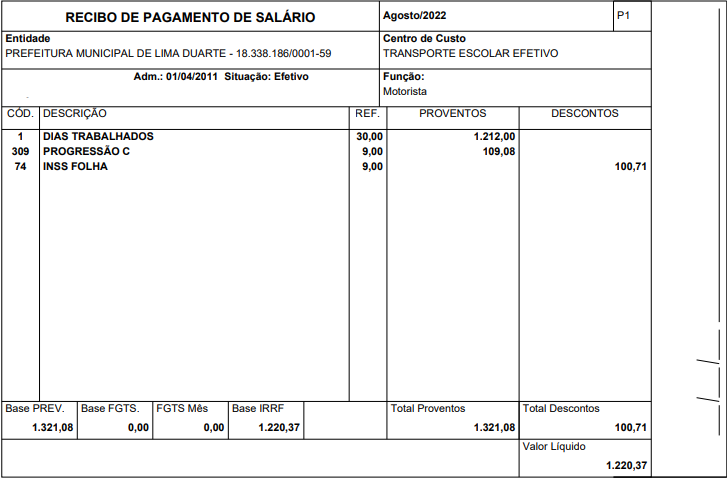 RECIBO DE PAGAMENTO DE SALÁRIO Agosto/2022 P1
Entidade Centro de Custo
PREFEITURA MUNICIPAL DE LIMA DUARTE - 18.338.186/0001-59 TRANSPORTE ESCOLAR EFETIVO
Adm.: 01/04/2011 Situação: Efetivo Função:
Motorista
CÓD. DESCRIÇÃO REF. PROVENTOS DESCONTOS
1 DIAS TRABALHADOS 30,00 1.212,00
309 PROGRESSÃO C 9,00 109,08
74 INSS FOLHA 9,00 100,71
Base PREV. Base FGTS. FGTS Mês Base IRRF Total Proventos Total Descontos
1.321,08 0,00 0,00 1.220,37 1.321,08 100,71
Valor Líquido
1.220,37